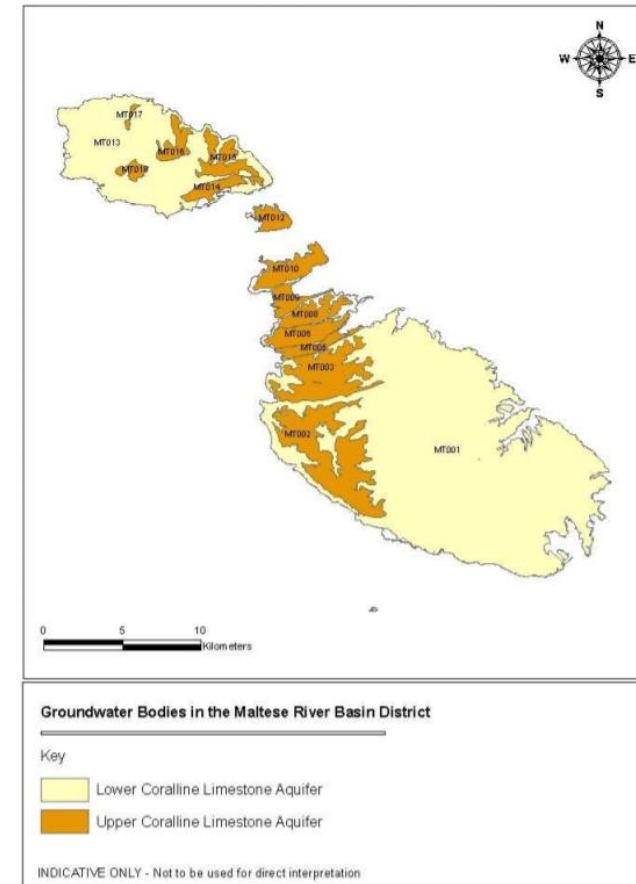 N
W E
S
MT017
MT013
MT016
MT015
MT018
MT014
MT012
MT010
MT009
MT008
MT006
MT005
MT003
MT002
MT001
0 5 10
Kilometers
Groundwater Bodies in the Maltese River Basin District
Key
Lower Coralline Limestone Aquifer
Upper Coralline Limestone Aquifer
INDICATIVE ONLY - Not to be used for direct interpretation